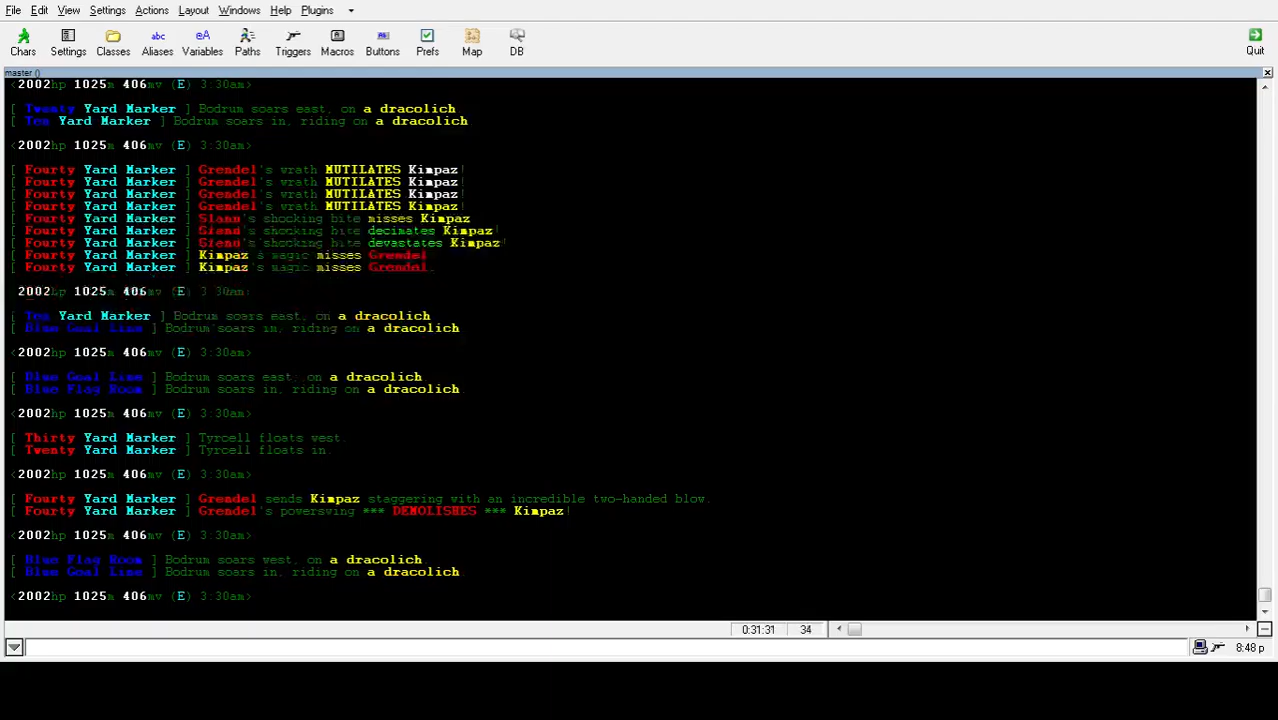 File Edit View Settings Actions Layout Windows Help Plugins
Chars Settings Classes Aliases Variables Paths Triggers Macros Buttons Prefs Map DB Quit
master ()
<2002hp 1025m 406mv (E) 3:30am>
[ Twenty Yard Marker ] Bodrum soars east, on a dracolich.
[ Ten Yard Marker ] Bodrum soars in, riding on a dracolich.
<2002hp 1025m 406mv (E) 3:30am>
[ Fourty Yard Marker ] Grendel's wrath MUTILATES Kimpaz!
[ Fourty Yard Marker ] Grendel's wrath MUTILATES Kimpaz!
[ Fourty Yard Marker ] Grendel's wrath MUTILATES Kimpaz!
[ Fourty Yard Marker ] Grendel's wrath MUTILATES Kimpaz!
[ Fourty Yard Marker ] 's shocking bite misses Kimpaz.
[ Fourty Yard Marker ] 's shocking bite decimates Kimpaz!
[ Fourty Yard Marker ] 's shocking bite devastates Kimpaz!
[ Fourty Yard Marker ] Kimpaz's magic misses Grendel.
[ Fourty Yard Marker ] Kimpaz's magic misses Grendel.
<2002hp 1025m 406mv (E) 3:30am>
[ Ten Yard Marker ] Bodrum soars east, on a dracolich.
[ Blue Goal Line ] Bodrum soars in, riding on a dracolich.
<2002hp 1025m 406mv (E) 3:30am>
[ Blue Goal Line ] Bodrum soars east, on a dracolich.
[ Blue Flag Room ] Bodrum soars in, riding on a dracolich.
<2002hp 1025m 406mv (E) 3:30am>
[ Thirty Yard Marker ] Tyrcell floats west.
[ Twenty Yard Marker ] Tyrcell floats in.
<2002hp 1025m 406mv (E) 3:30am>
[ Fourty Yard Marker ] Grendel sends Kimpaz staggering with an incredible two-handed blow.
[ Fourty Yard Marker ] Grendel's powerswing *** DEMOLISHES *** Kimpaz!
<2002hp 1025m 406mv (E) 3:30am>
[ Blue Flag Room ] Bodrum soars west, on a dracolich.
[ Blue Goal Line ] Bodrum soars in, riding on a dracolich.
<2002hp 1025m 406mv (E) 3:30am>
0:31:31 34
8:48 p